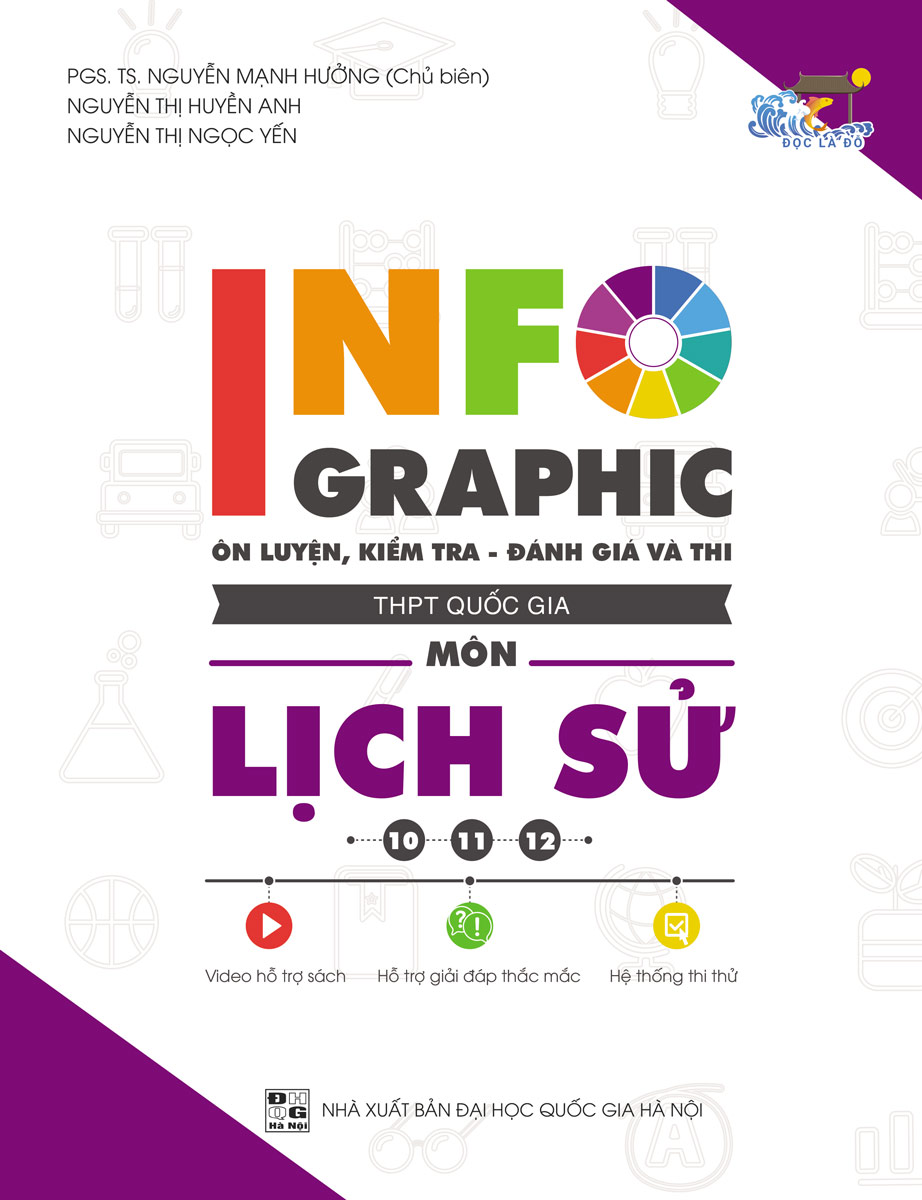 PGS. TS. NGUYỄN MẠNH HƯỞNG (Chủ biên)
NGUYỄN THỊ HUYỀN ANH
NGUYỄN THỊ NGỌC YẾN
ĐỌC LÀ ĐỖ
INFO
GRAPHIC
ÔN LUYỆN, KIỂM TRA - ĐÁNH GIÁ VÀ THI
THPT QUỐC GIA
MÔN
LỊCH SỬ
10 11 12
Video hỗ trợ sách Hỗ trợ giải đáp thắc mắc Hệ thống thi thử
ĐH
QG
Hà Nội
NHÀ XUẤT BẢN ĐẠI HỌC QUỐC GIA HÀ NỘI
A